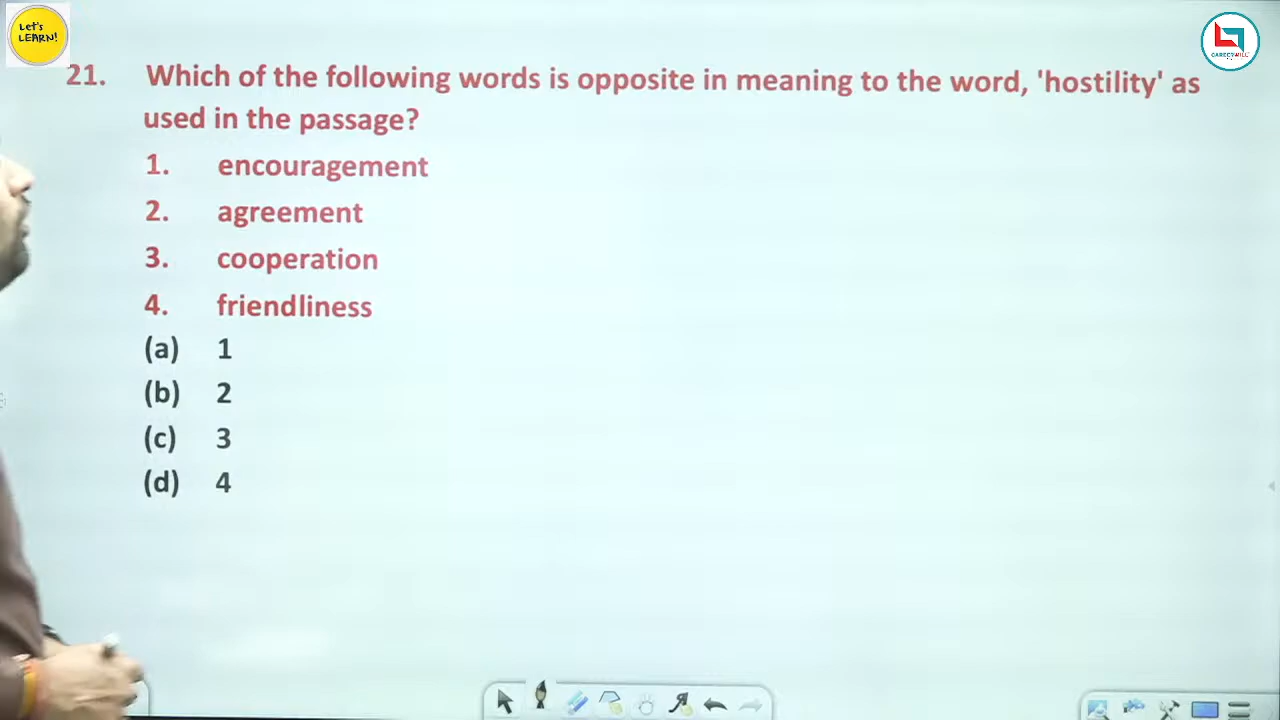 Let's
LEARN!
CAREERWILL
21. Which of the following words is opposite in meaning to the word, 'hostility' as
used in the passage?
1. encouragement
2. agreement
3. cooperation
4. friendliness
(a) 1
(b) 2
(c) 3
(d) 4